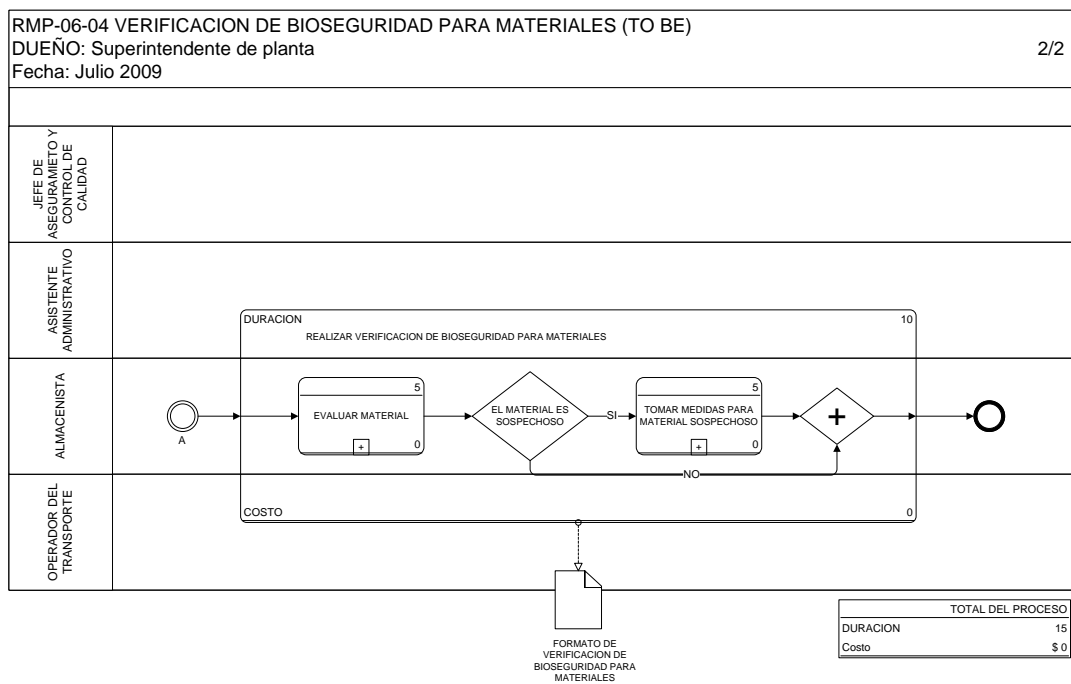 RMP-06-04 VERIFICACION DE BIOSEGURIDAD PARA MATERIALES (TO BE)
DUEÑO: Superintendente de planta
2/2
Fecha: Julio 2009
JEFE DE
ASEGURAMIETO Y
CONTROL DE
CALIDAD
ASISTENTE
ADMINISTRATIVO
DURACION
10
REALIZAR VERIFICACION DE BIOSEGURIDAD PARA MATERIALES
ALMACENISTA
A
5
EVALUAR MATERIAL
+
0
EL MATERIAL ES
SOSPECHOSO
SI
5
TOMAR MEDIDAS PARA
MATERIAL SOSPECHOSO
+
0
+
NO
OPERADOR DEL
TRANSPORTE
COSTO
0
FORMATO DE
VERIFICACION DE
BIOSEGURIDAD PARA
MATERIALES
TOTAL DEL PROCESO
DURACION 15
Costo $ 0